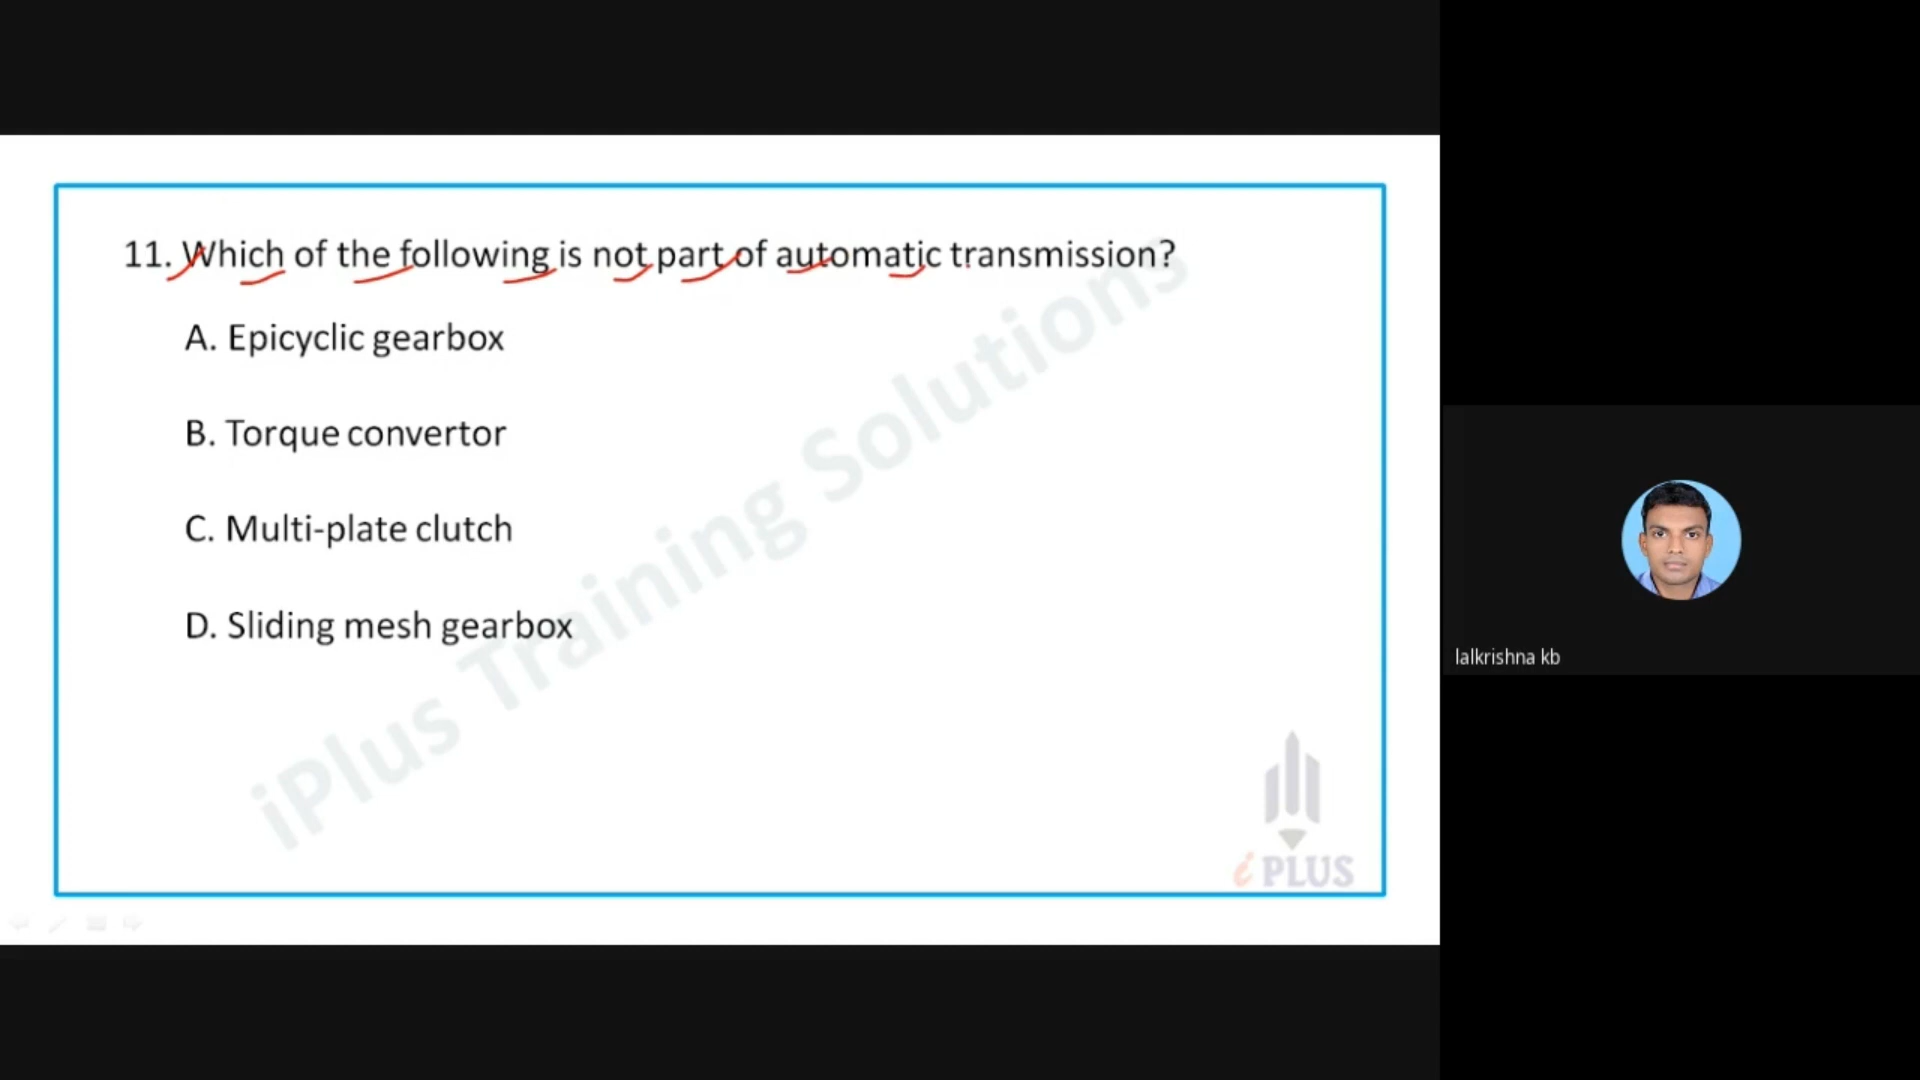 11. Which of the following is not part of automatic transmission?
A. Epicyclic gearbox
B. Torque convertor
C. Multi-plate clutch
D. Sliding mesh gearbox
iPlus Training Solutions
i PLUS
lalkrishna kb